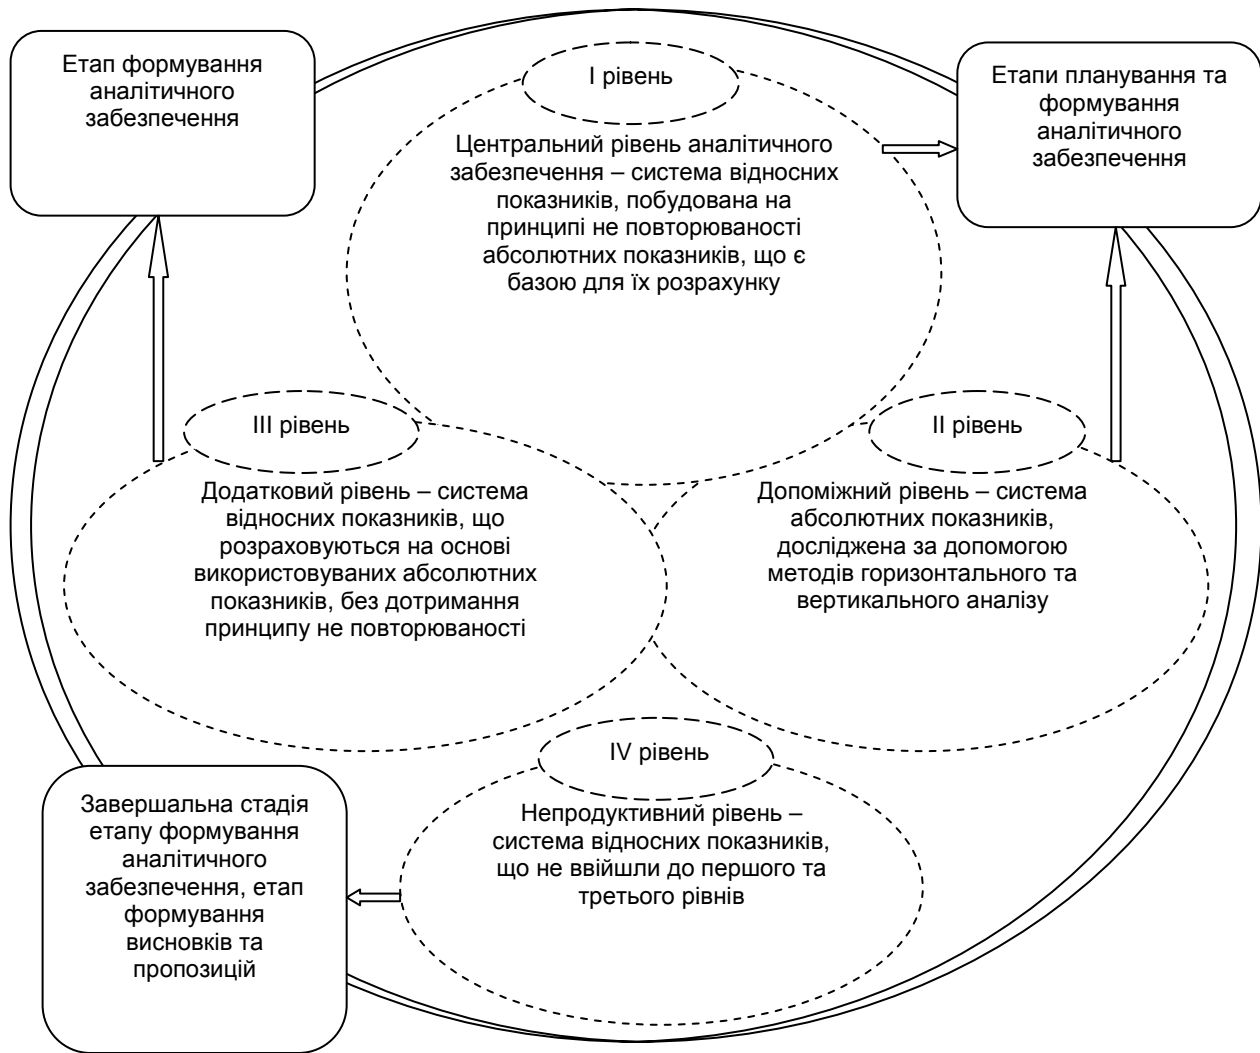 Етап формування
аналітичного
забезпечення
І рівень
Центральний рівень аналітичного
забезпечення – система відносних
показників, побудована на
принципі не повторюваності
абсолютних показників, що є
базою для їх розрахунку
Етапи планування та
формування
аналітичного
забезпечення
ІІІ рівень
Додатковий рівень – система
відносних показників, що
розраховуються на основі
використовуваних абсолютних
показників, без дотримання
принципу не повторюваності
ІІ рівень
Допоміжний рівень – система
абсолютних показників,
досліджена за допомогою
методів горизонтального та
вертикального аналізу
IV рівень
Непродуктивний рівень –
система відносних показників,
що не ввійшли до першого та
третього рівнів
Завершальна стадія
етапу формування
аналітичного
забезпечення, етап
формування
висновків та
пропозицій